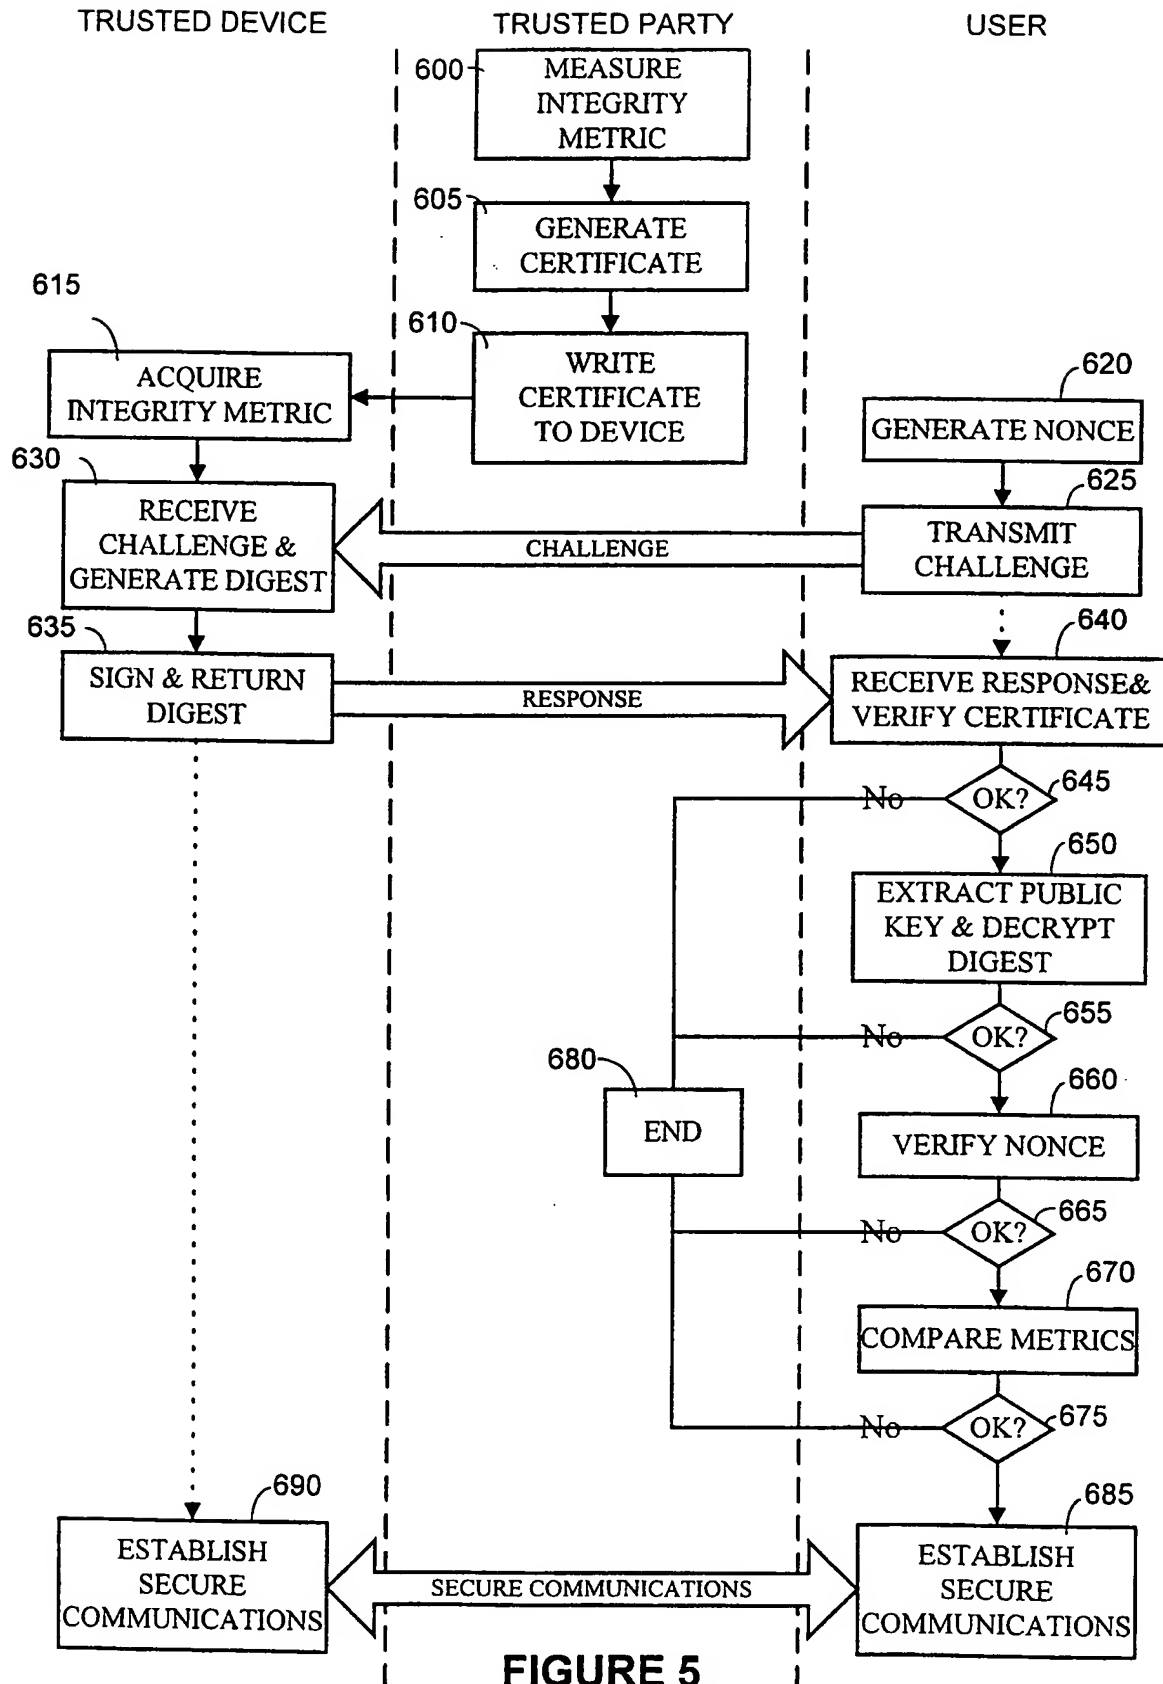 TRUSTED DEVICE
TRUSTED PARTY
USER
600
MEASURE
INTEGRITY
METRIC
605
GENERATE
CERTIFICATE
615
610
WRITE
CERTIFICATE
TO DEVICE
ACQUIRE
INTEGRITY METRIC
620
GENERATE NONCE
630
RECEIVE
CHALLENGE &
GENERATE DIGEST
625
TRANSMIT
CHALLENGE
CHALLENGE
635
SIGN & RETURN
DIGEST
RESPONSE
640
RECEIVE RESPONSE&
VERIFY CERTIFICATE
No
OK?
645
650
EXTRACT PUBLIC
KEY & DECRYPT
DIGEST
No
OK?
655
680
END
660
VERIFY NONCE
No
OK?
665
670
COMPARE METRICS
No
OK?
675
690
ESTABLISH
SECURE
COMMUNICATIONS
SECURE COMMUNICATIONS
685
ESTABLISH
SECURE
COMMUNICATIONS
FIGURE 5